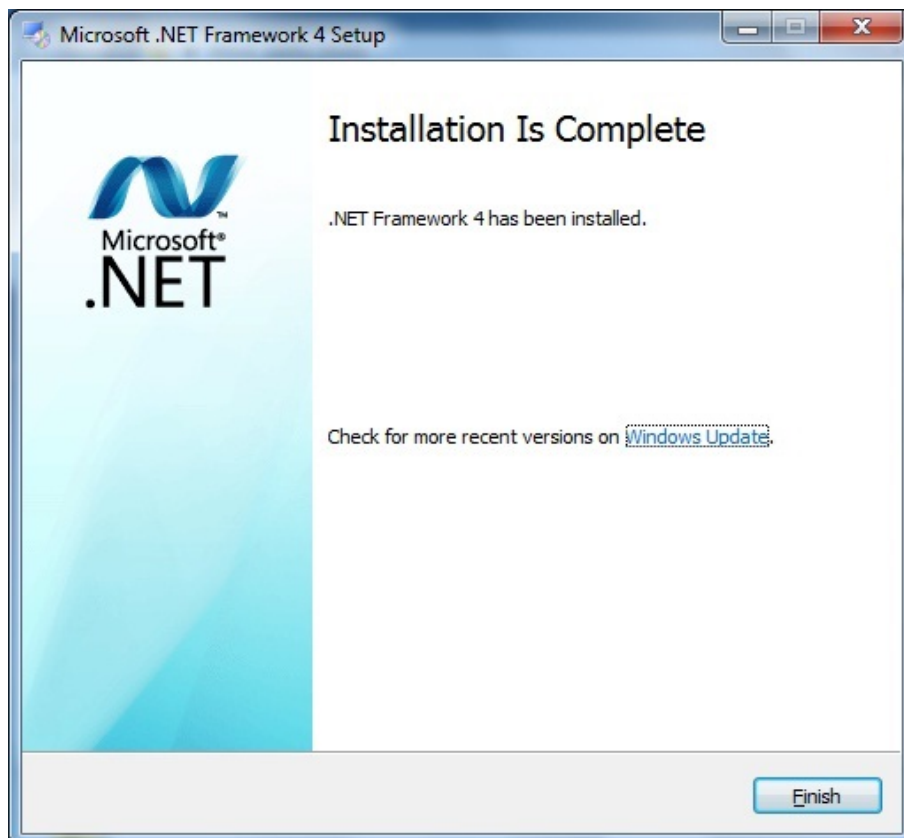 Microsoft .NET Framework 4 Setup
Installation Is Complete
Microsoft®
.NET
™
.NET Framework 4 has been installed.
Check for more recent versions on Windows Update.
Finish